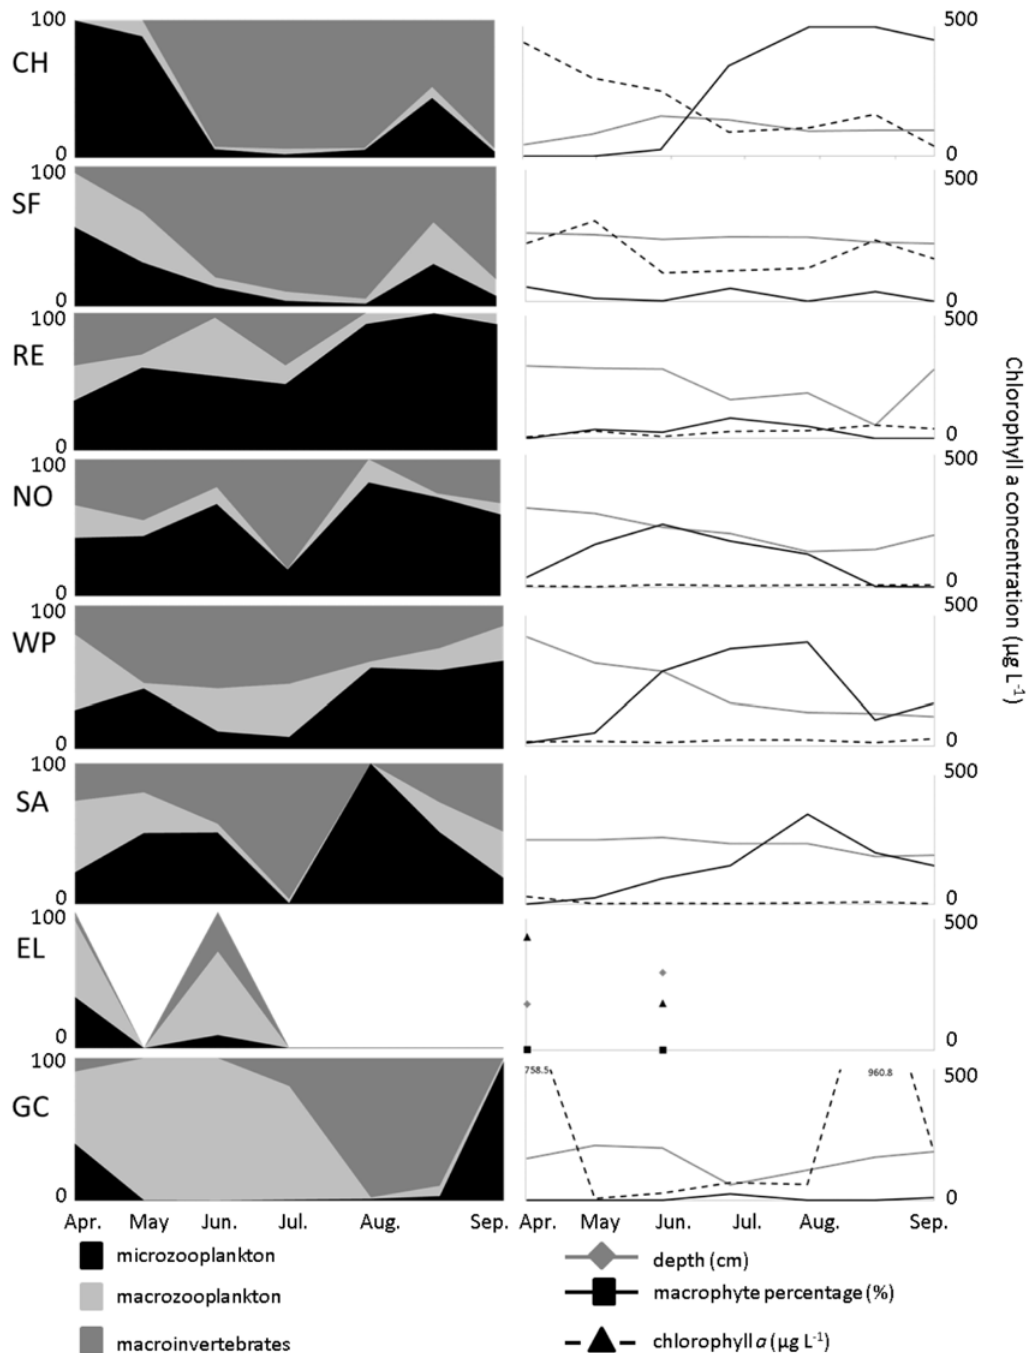 100
CH
0
500
0
100
SF
0
500
0
100
RE
0
500
0
100
NO
0
500
0
100
WP
0
500
0
100
SA
0
500
0
100
EL
0
500
0
100
GC
0
758.5
960.8
500
0
Chlorophyll a concentration (µg L-1)
Apr. May Jun. Jul. Aug. Sep.
Apr. May Jun. Jul. Aug. Sep.
microzooplankton
macrozooplankton
macroinvertebrates
depth (cm)
macrophyte percentage (%)
chlorophyll a (µg L-1)